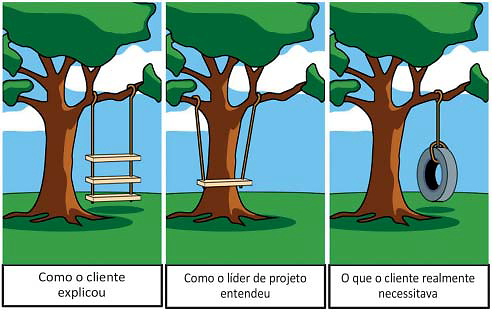 Como o cliente
explicou
Como o líder de projeto
entendeu
O que o cliente realmente
necessitava